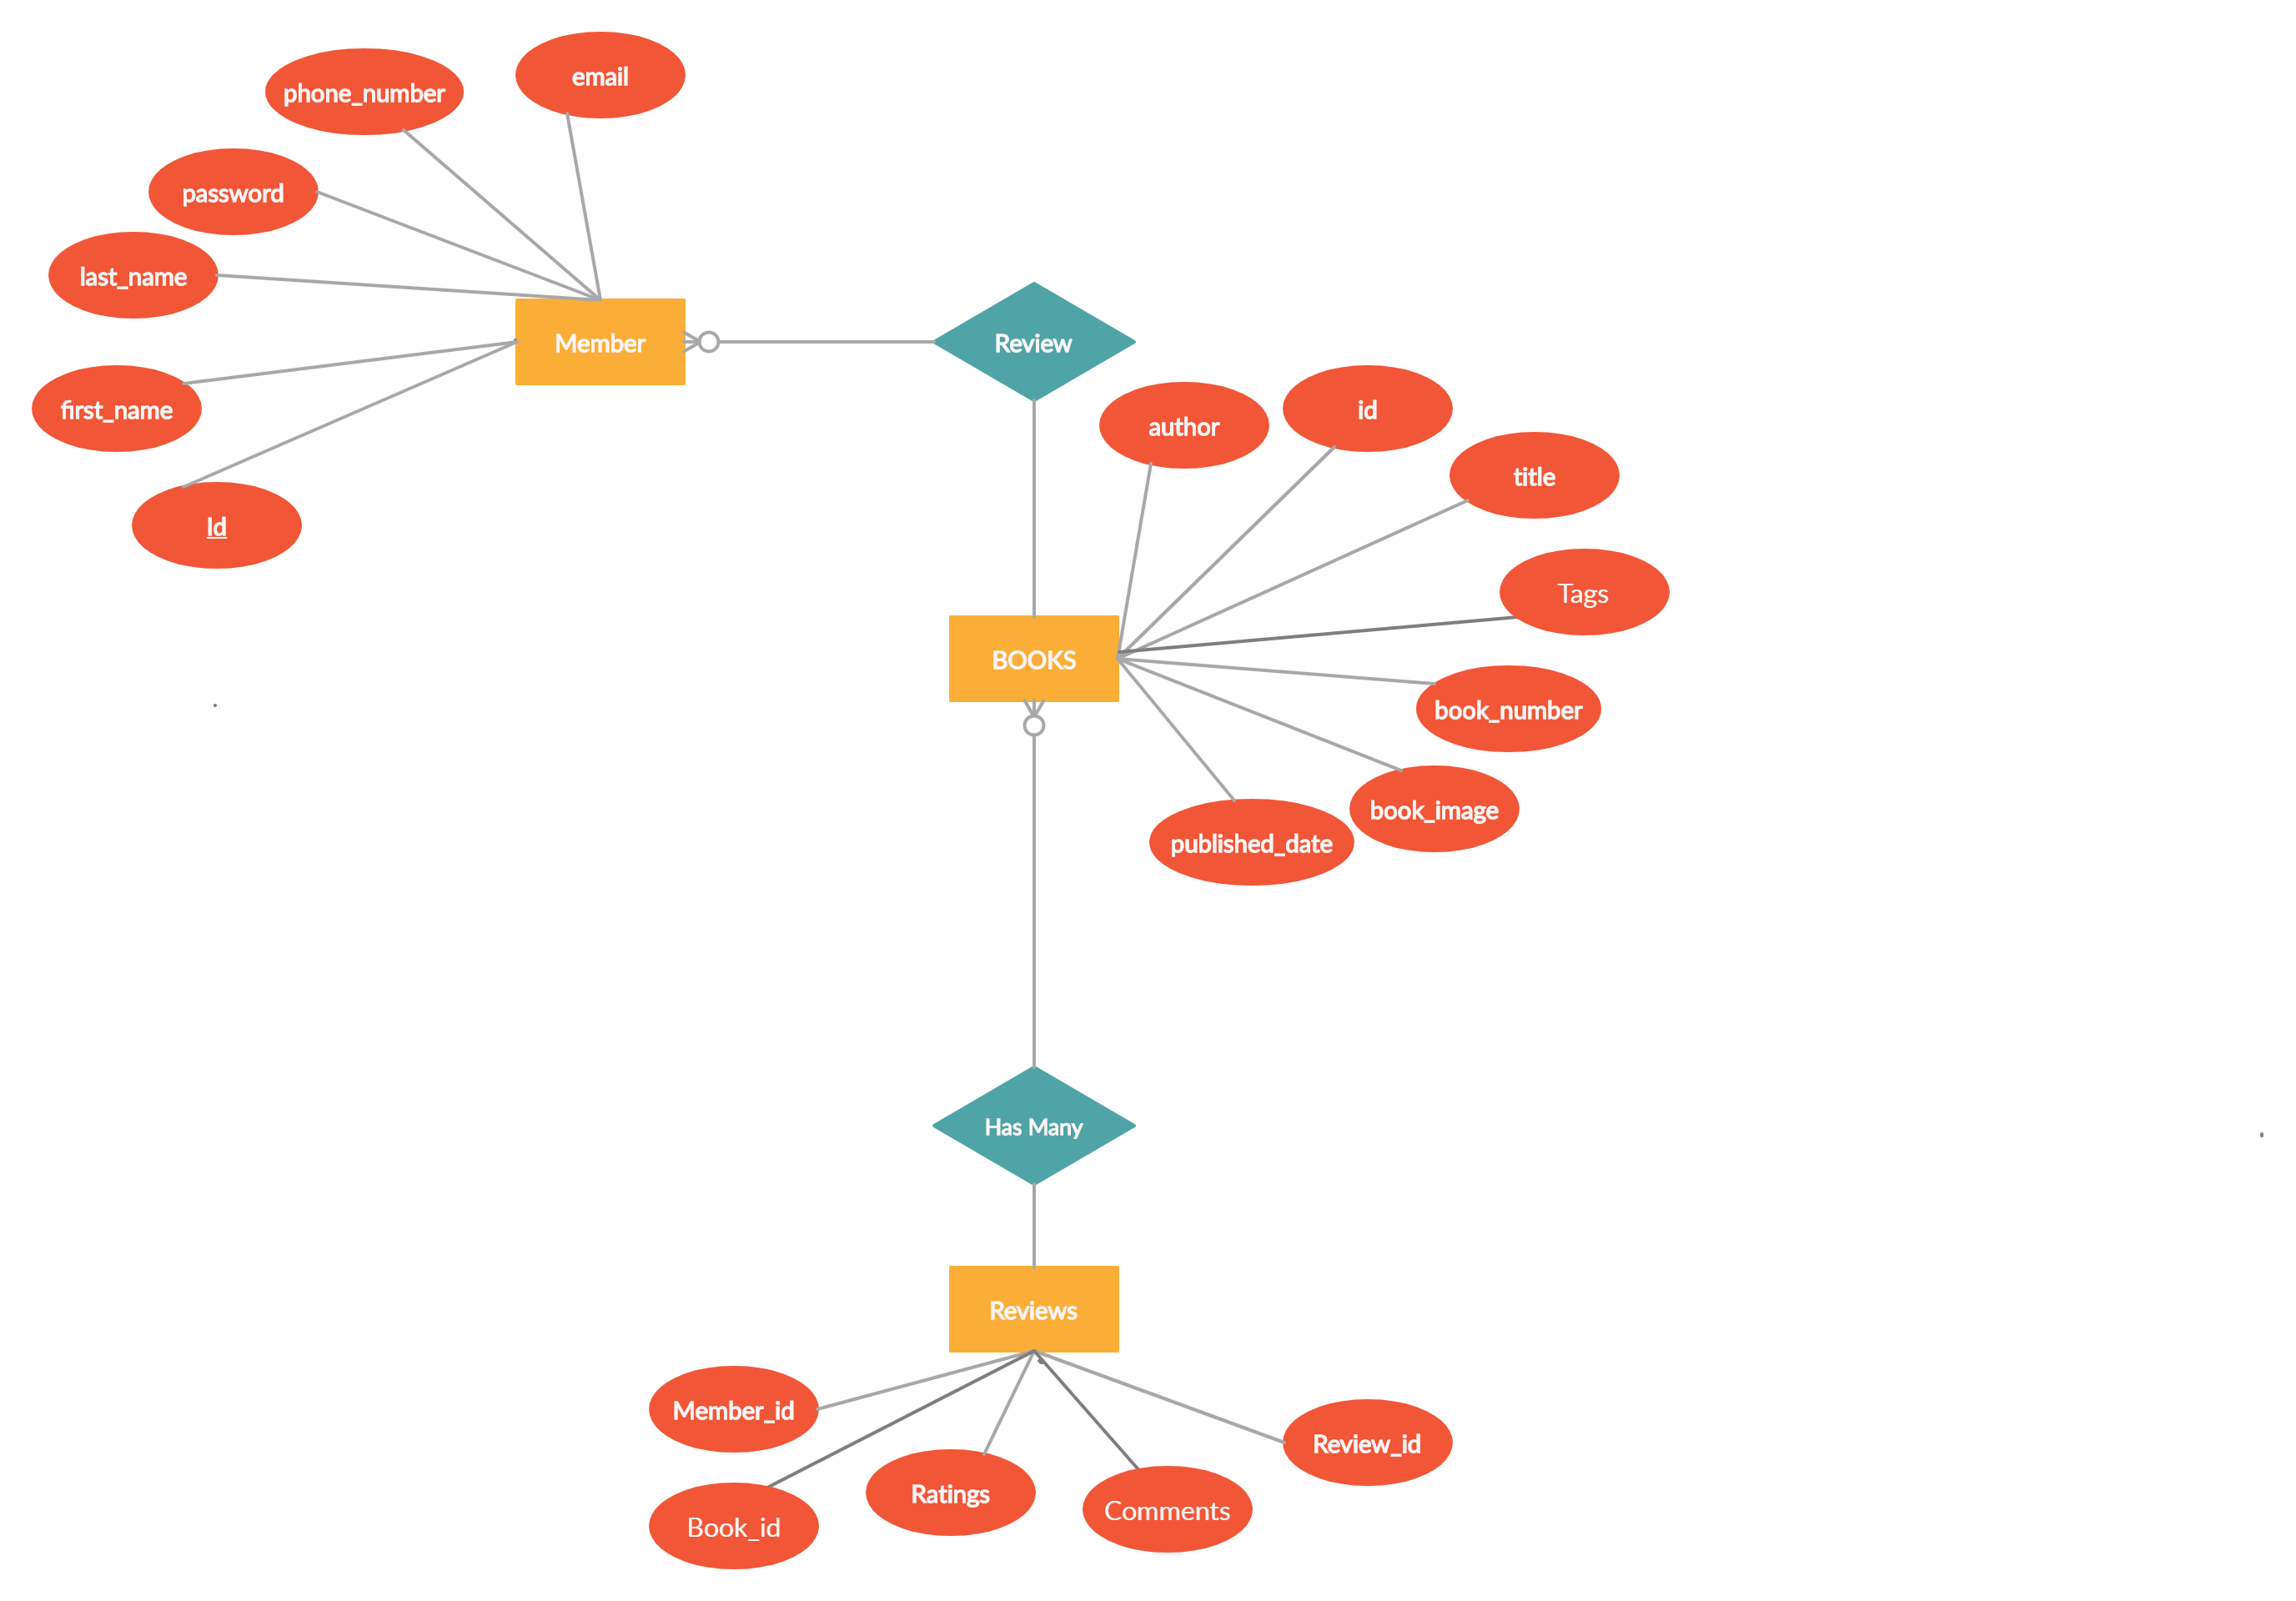 email
phone_number
password
last_name
Member
Review
first_name
id
author
title
Id
Tags
BOOKS
book_number
book_image
published_date
Has Many
Reviews
Member_id
Review_id
Ratings
Comments
Book_id